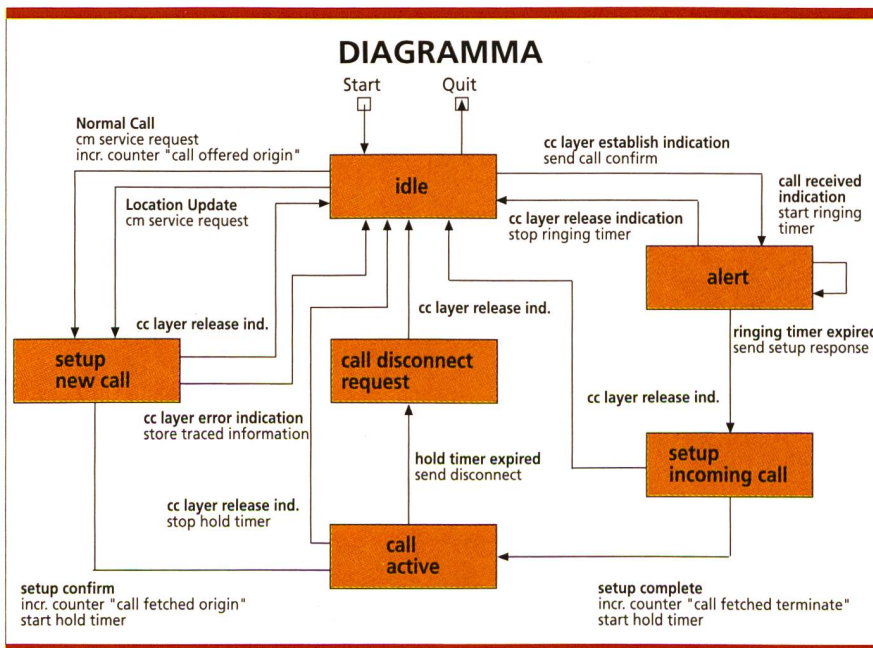 DIAGRAMMA
Start
Quit
Normal Call
cm service request
incr. counter "call offered origin"
cc layer establish indication
send call confirm
idle
call received
indication
start ringing
timer
Location Update
cm service request
cc layer release indication
stop ringing timer
alert
cc layer release ind.
cc layer release ind.
ringing timer expired
send setup response
setup
new call
call disconnect
request
cc layer release ind.
cc layer error indication
store traced information
setup
incoming call
hold timer expired
send disconnect
cc layer release ind.
stop hold timer
call
active
setup confirm
incr. counter "call fetched origin"
start hold timer
setup complete
incr. counter "call fetched terminate"
start hold timer